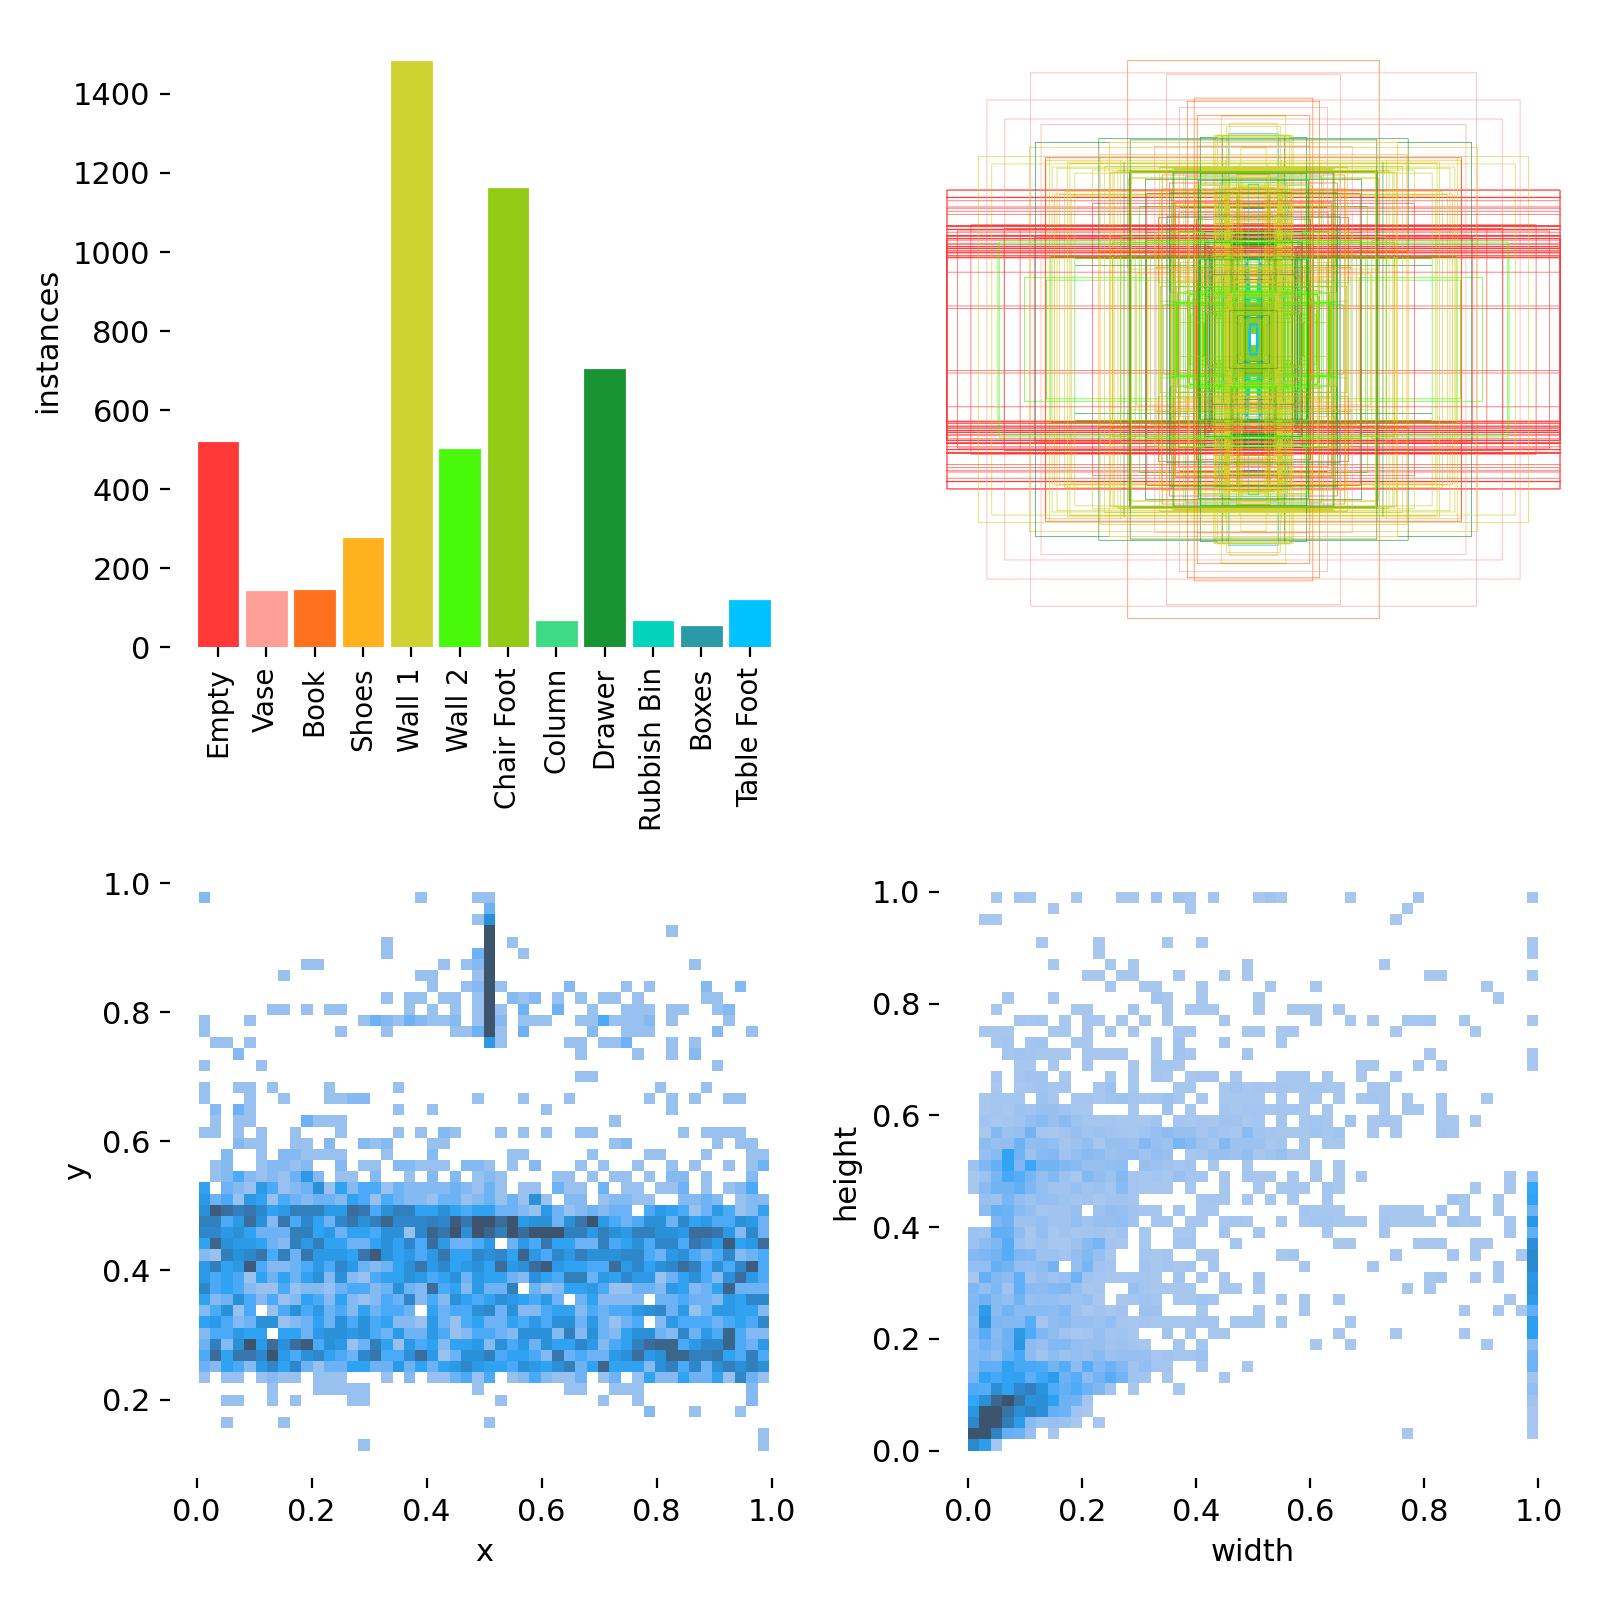 instances
1400
1200
1000
800
600
400
200
0
Empty
Vase
Book
Shoes
Wall 1
Wall 2
Chair Foot
Column
Drawer
Rubbish Bin
Boxes
Table Foot
y
1.0
0.8
0.6
0.4
0.2
0.0 0.2 0.4 0.6 0.8 1.0
x
height
1.0
0.8
0.6
0.4
0.2
0.0
0.0 0.2 0.4 0.6 0.8 1.0
width